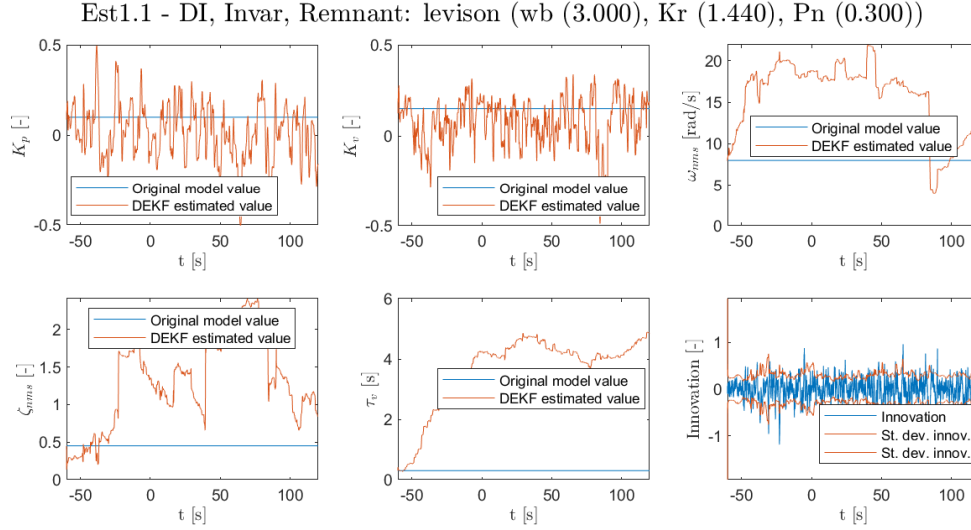 Est1.1 - DI, Invar, Remnant: levison (wb (3.000), Kr (1.440), Pn (0.300))
0.5
0
-0.5
K_p [-]
Original model value
DEKF estimated value
-50 0 50 100
t [s]
0.5
0
-0.5
K_v [-]
Original model value
DEKF estimated value
-50 0 50 100
t [s]
20
15
10
5
0
ω_nms [rad/s]
Original model value
DEKF estimated value
-50 0 50 100
t [s]
2
1.5
1
0.5
0
ζ_nms [-]
Original model value
DEKF estimated value
-50 0 50 100
t [s]
6
4
2
0
τ_v [s]
Original model value
DEKF estimated value
-50 0 50 100
t [s]
1
0
-1
Innovation [-]
Innovation
St. dev. innov.
St. dev. innov.
-50 0 50 100
t [s]